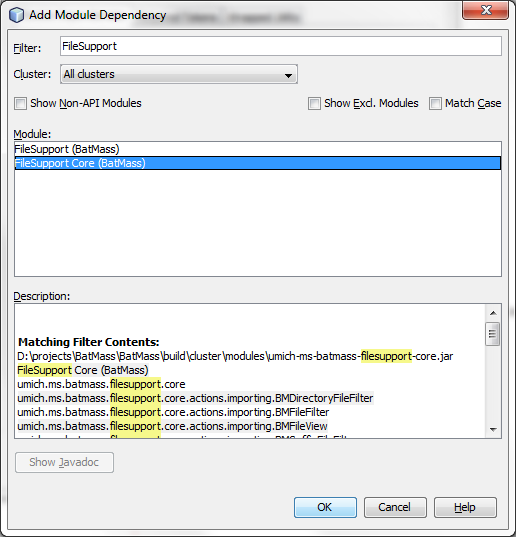 Add Module Dependency
Filter: FileSupport
Cluster: All clusters
Show Non-API Modules Show Excl. Modules Match Case
Module:
FileSupport (BatMass)
FileSupport Core (BatMass)
Description:
Matching Filter Contents:
D:\projects\BatMass\BatMass\build\cluster\modules\umich-ms-batmass-filesupport-core.jar
FileSupport Core (BatMass)
umich.ms.batmass.filesupport.core
umich.ms.batmass.filesupport.core.actions.importing.BMDirectoryFileFilter
umich.ms.batmass.filesupport.core.actions.importing.BMFileFilter
umich.ms.batmass.filesupport.core.actions.importing.BMFileView
Show Javadoc
OK Cancel Help